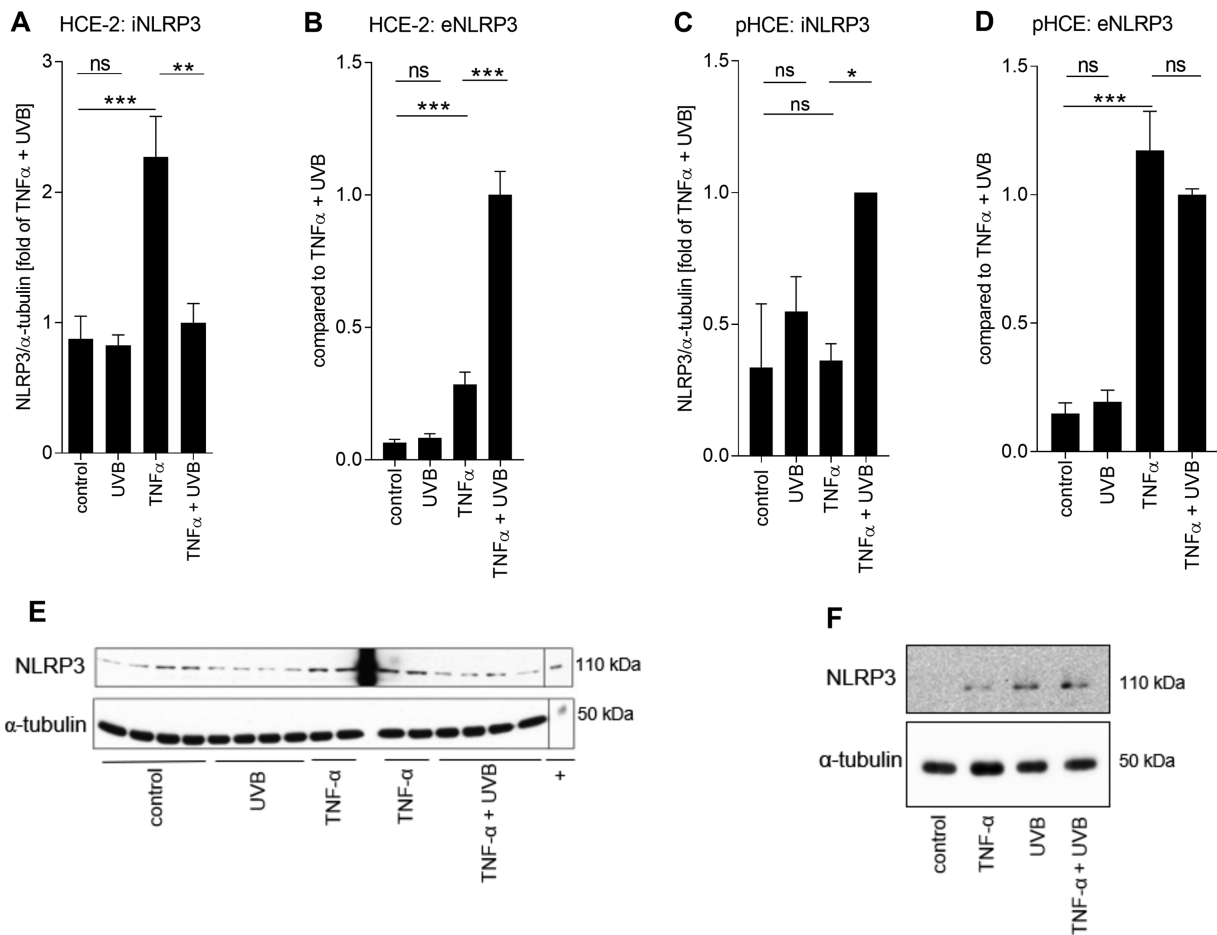 A HCE-2: iNLRP3
NLRP3/α-tubulin [fold of TNFα + UVB]
3
2
1
0
ns
**
***
control
UVB
TNFα
TNFα + UVB
B HCE-2: eNLRP3
compared to TNFα + UVB
1.5
1.0
0.5
0.0
ns
***
***
control
UVB
TNFα
TNFα + UVB
C pHCE: iNLRP3
NLRP3/α-tubulin [fold of TNFα + UVB]
1.5
1.0
0.5
0.0
ns
*
ns
control
UVB
TNFα
TNFα + UVB
D pHCE: eNLRP3
compared to TNFα + UVB
1.5
1.0
0.5
0.0
ns
ns
***
control
UVB
TNFα
TNFα + UVB
E
NLRP3
110 kDa
α-tubulin
50 kDa
control
UVB
TNF-α
TNF-α
TNF-α + UVB
+
F
NLRP3
110 kDa
α-tubulin
50 kDa
control
TNF-α
UVB
TNF-α + UVB